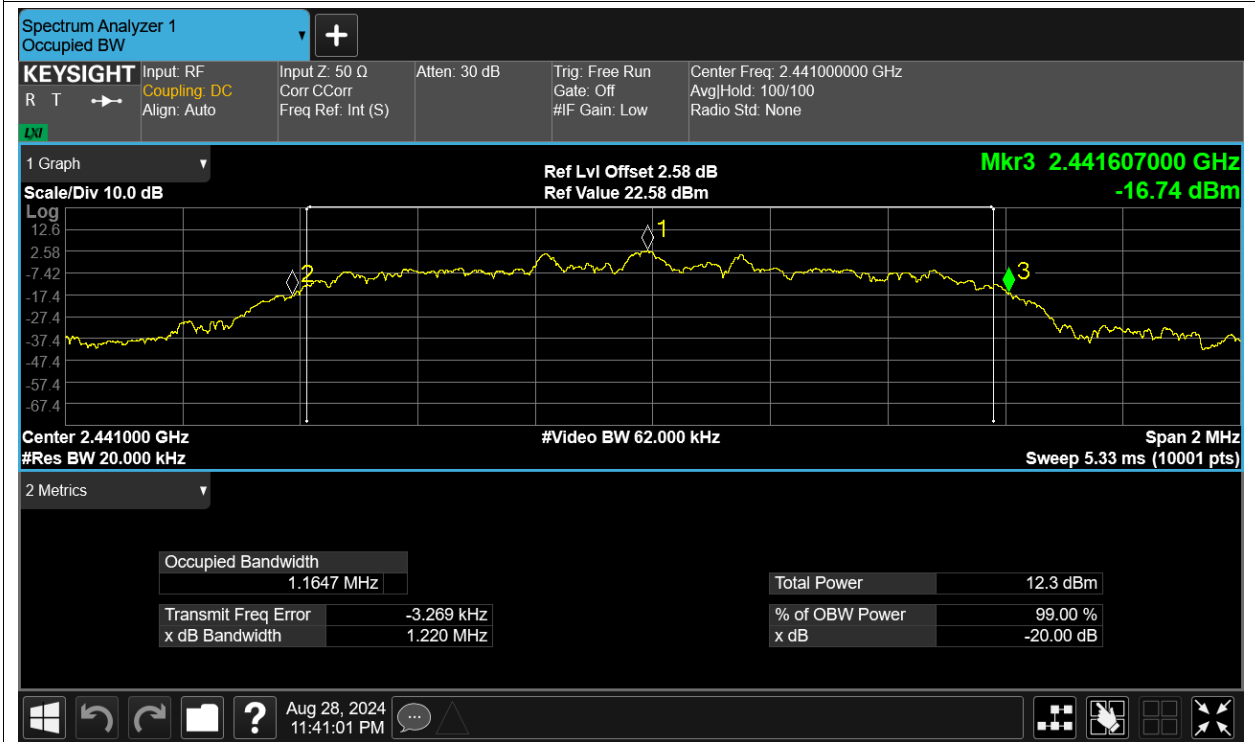 Spectrum Analyzer 1
Occupied BW
KEYSIGHT
R T
LXI
Input: RF
Coupling: DC
Align: Auto
Input Z: 50 Ω
Corr CCorr
Freq Ref: Int (S)
Atten: 30 dB
Trig: Free Run
Gate: Off
#IF Gain: Low
Center Freq: 2.441000000 GHz
Avg|Hold: 100/100
Radio Std: None
1 Graph
Scale/Div 10.0 dB
Ref Lvl Offset 2.58 dB
Ref Value 22.58 dBm
Mkr3 2.441607000 GHz
-16.74 dBm
Log
12.6
2.58
-7.42
-17.4
-27.4
-37.4
-47.4
-57.4
-67.4
1
2
3
Center 2.441000 GHz
#Video BW 62.000 kHz
Span 2 MHz
#Res BW 20.000 kHz
Sweep 5.33 ms (10001 pts)
2 Metrics
Occupied Bandwidth
1.1647 MHz
Transmit Freq Error -3.269 kHz
x dB Bandwidth 1.220 MHz
Total Power 12.3 dBm
% of OBW Power 99.00 %
x dB -20.00 dB
?
Aug 28, 2024
11:41:01 PM